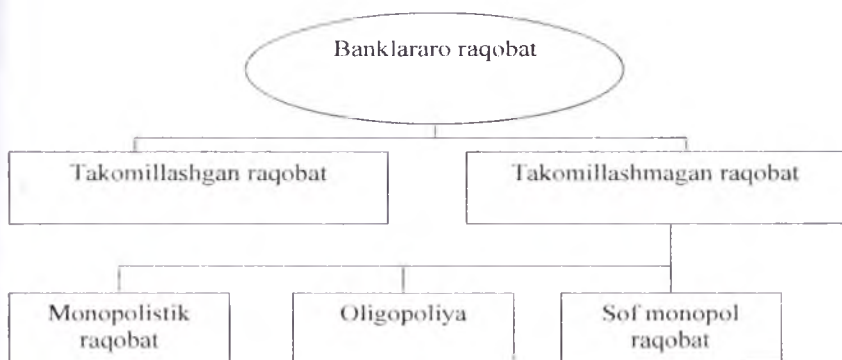 Banklararo raqobat
Takomillashgan raqobat
Takomillashmagan raqobat
Monopolistik
raqobat
Oligopoliya
Sof monopol
raqobat